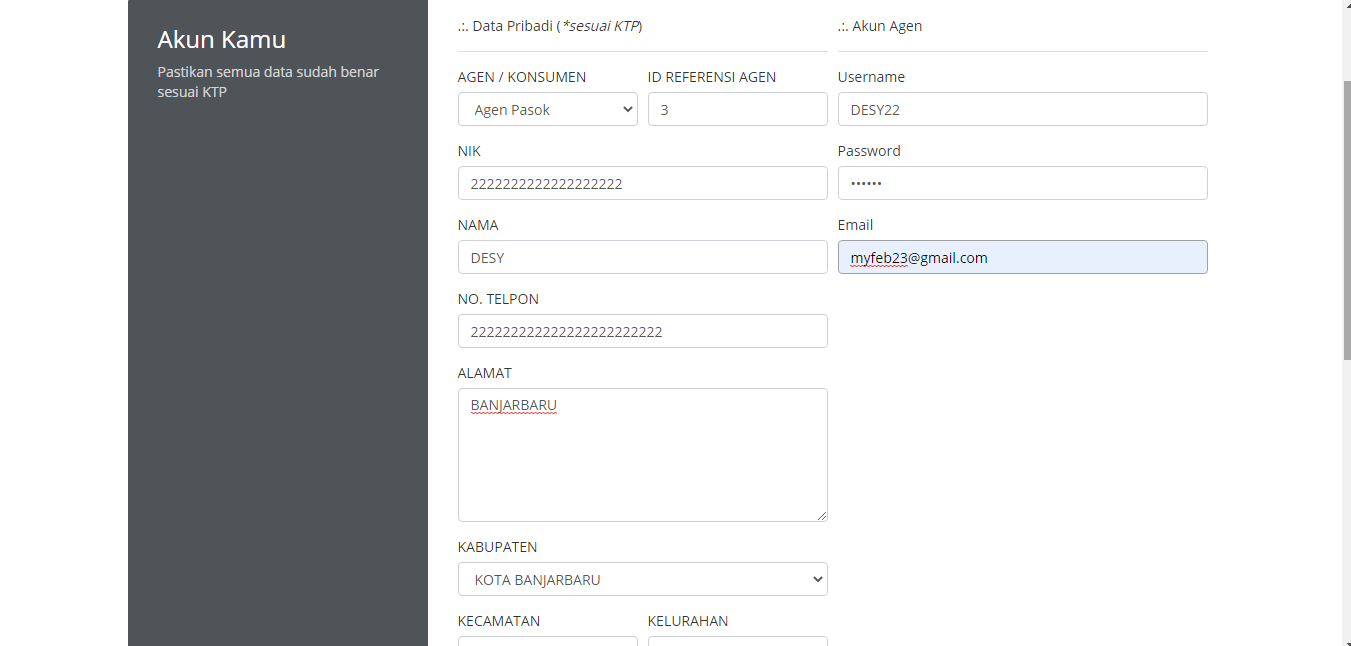 Akun Kamu
Pastikan semua data sudah benar
sesuai KTP
.:. Data Pribadi (*sesuai KTP)
AGEN / KONSUMEN
ID REFERENSI AGEN
Agen Pasok
3
NIK
2222222222222222222
NAMA
DESY
NO. TELPON
222222222222222222222222
ALAMAT
BANJARBARU
KABUPATEN
KOTA BANJARBARU
KECAMATAN
KELURAHAN
.:. Akun Agen
Username
DESY22
Password
••••••
Email
myfeb23@gmail.com